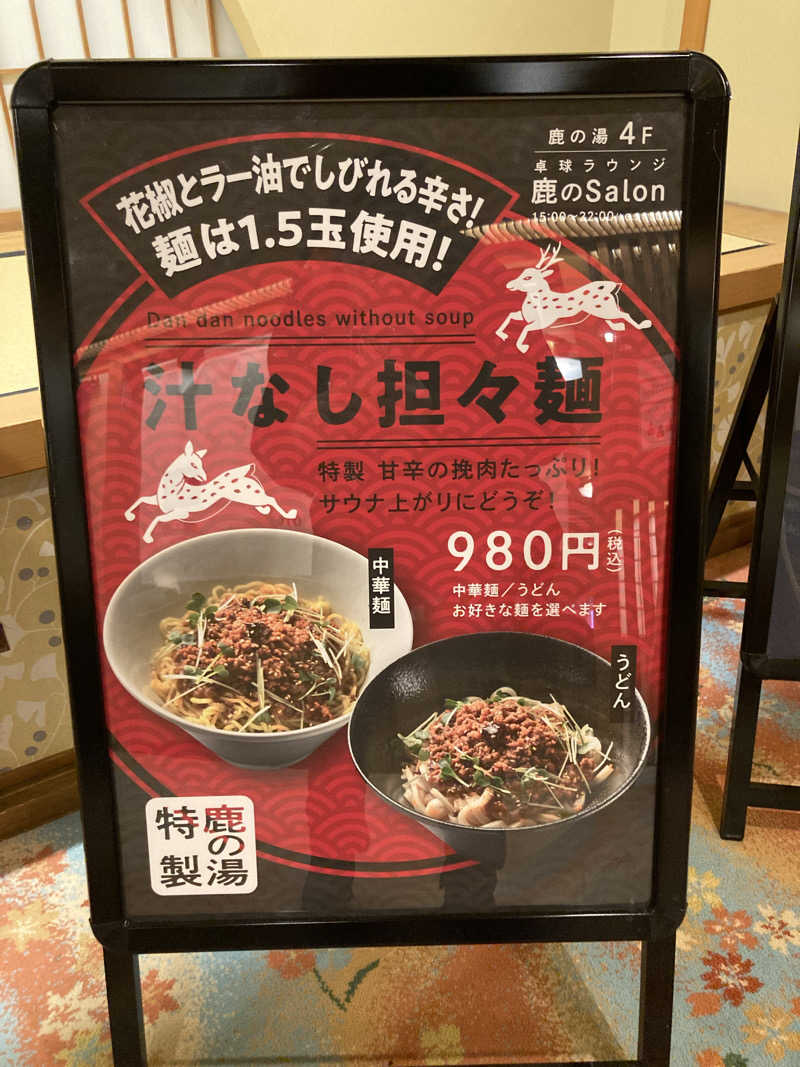 鹿の湯 4F
卓球ラウンジ
鹿のSalon
15:00〜22:00
花椒とラー油でしびれる辛さ!
麺は1.5玉使用!
Dan dan noodles without soup
汁なし担々麺
特製 甘辛の挽肉たっぷり!
サウナ上がりにどうぞ!
980円(税込)
中華麺/うどん
お好きな麺を選べます
中華麺
うどん
鹿の湯
特製